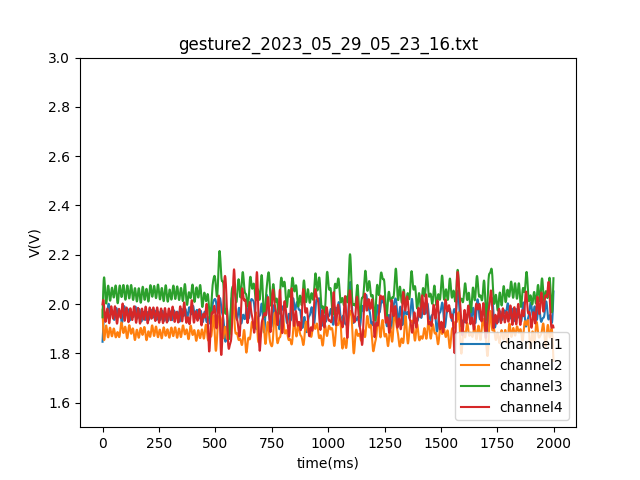 gesture2_2023_05_29_05_23_16.txt
3.0
2.8
2.6
2.4
2.2
2.0
1.8
1.6
V(V)
channel1
channel2
channel3
channel4
0 250 500 750 1000 1250 1500 1750 2000
time(ms)